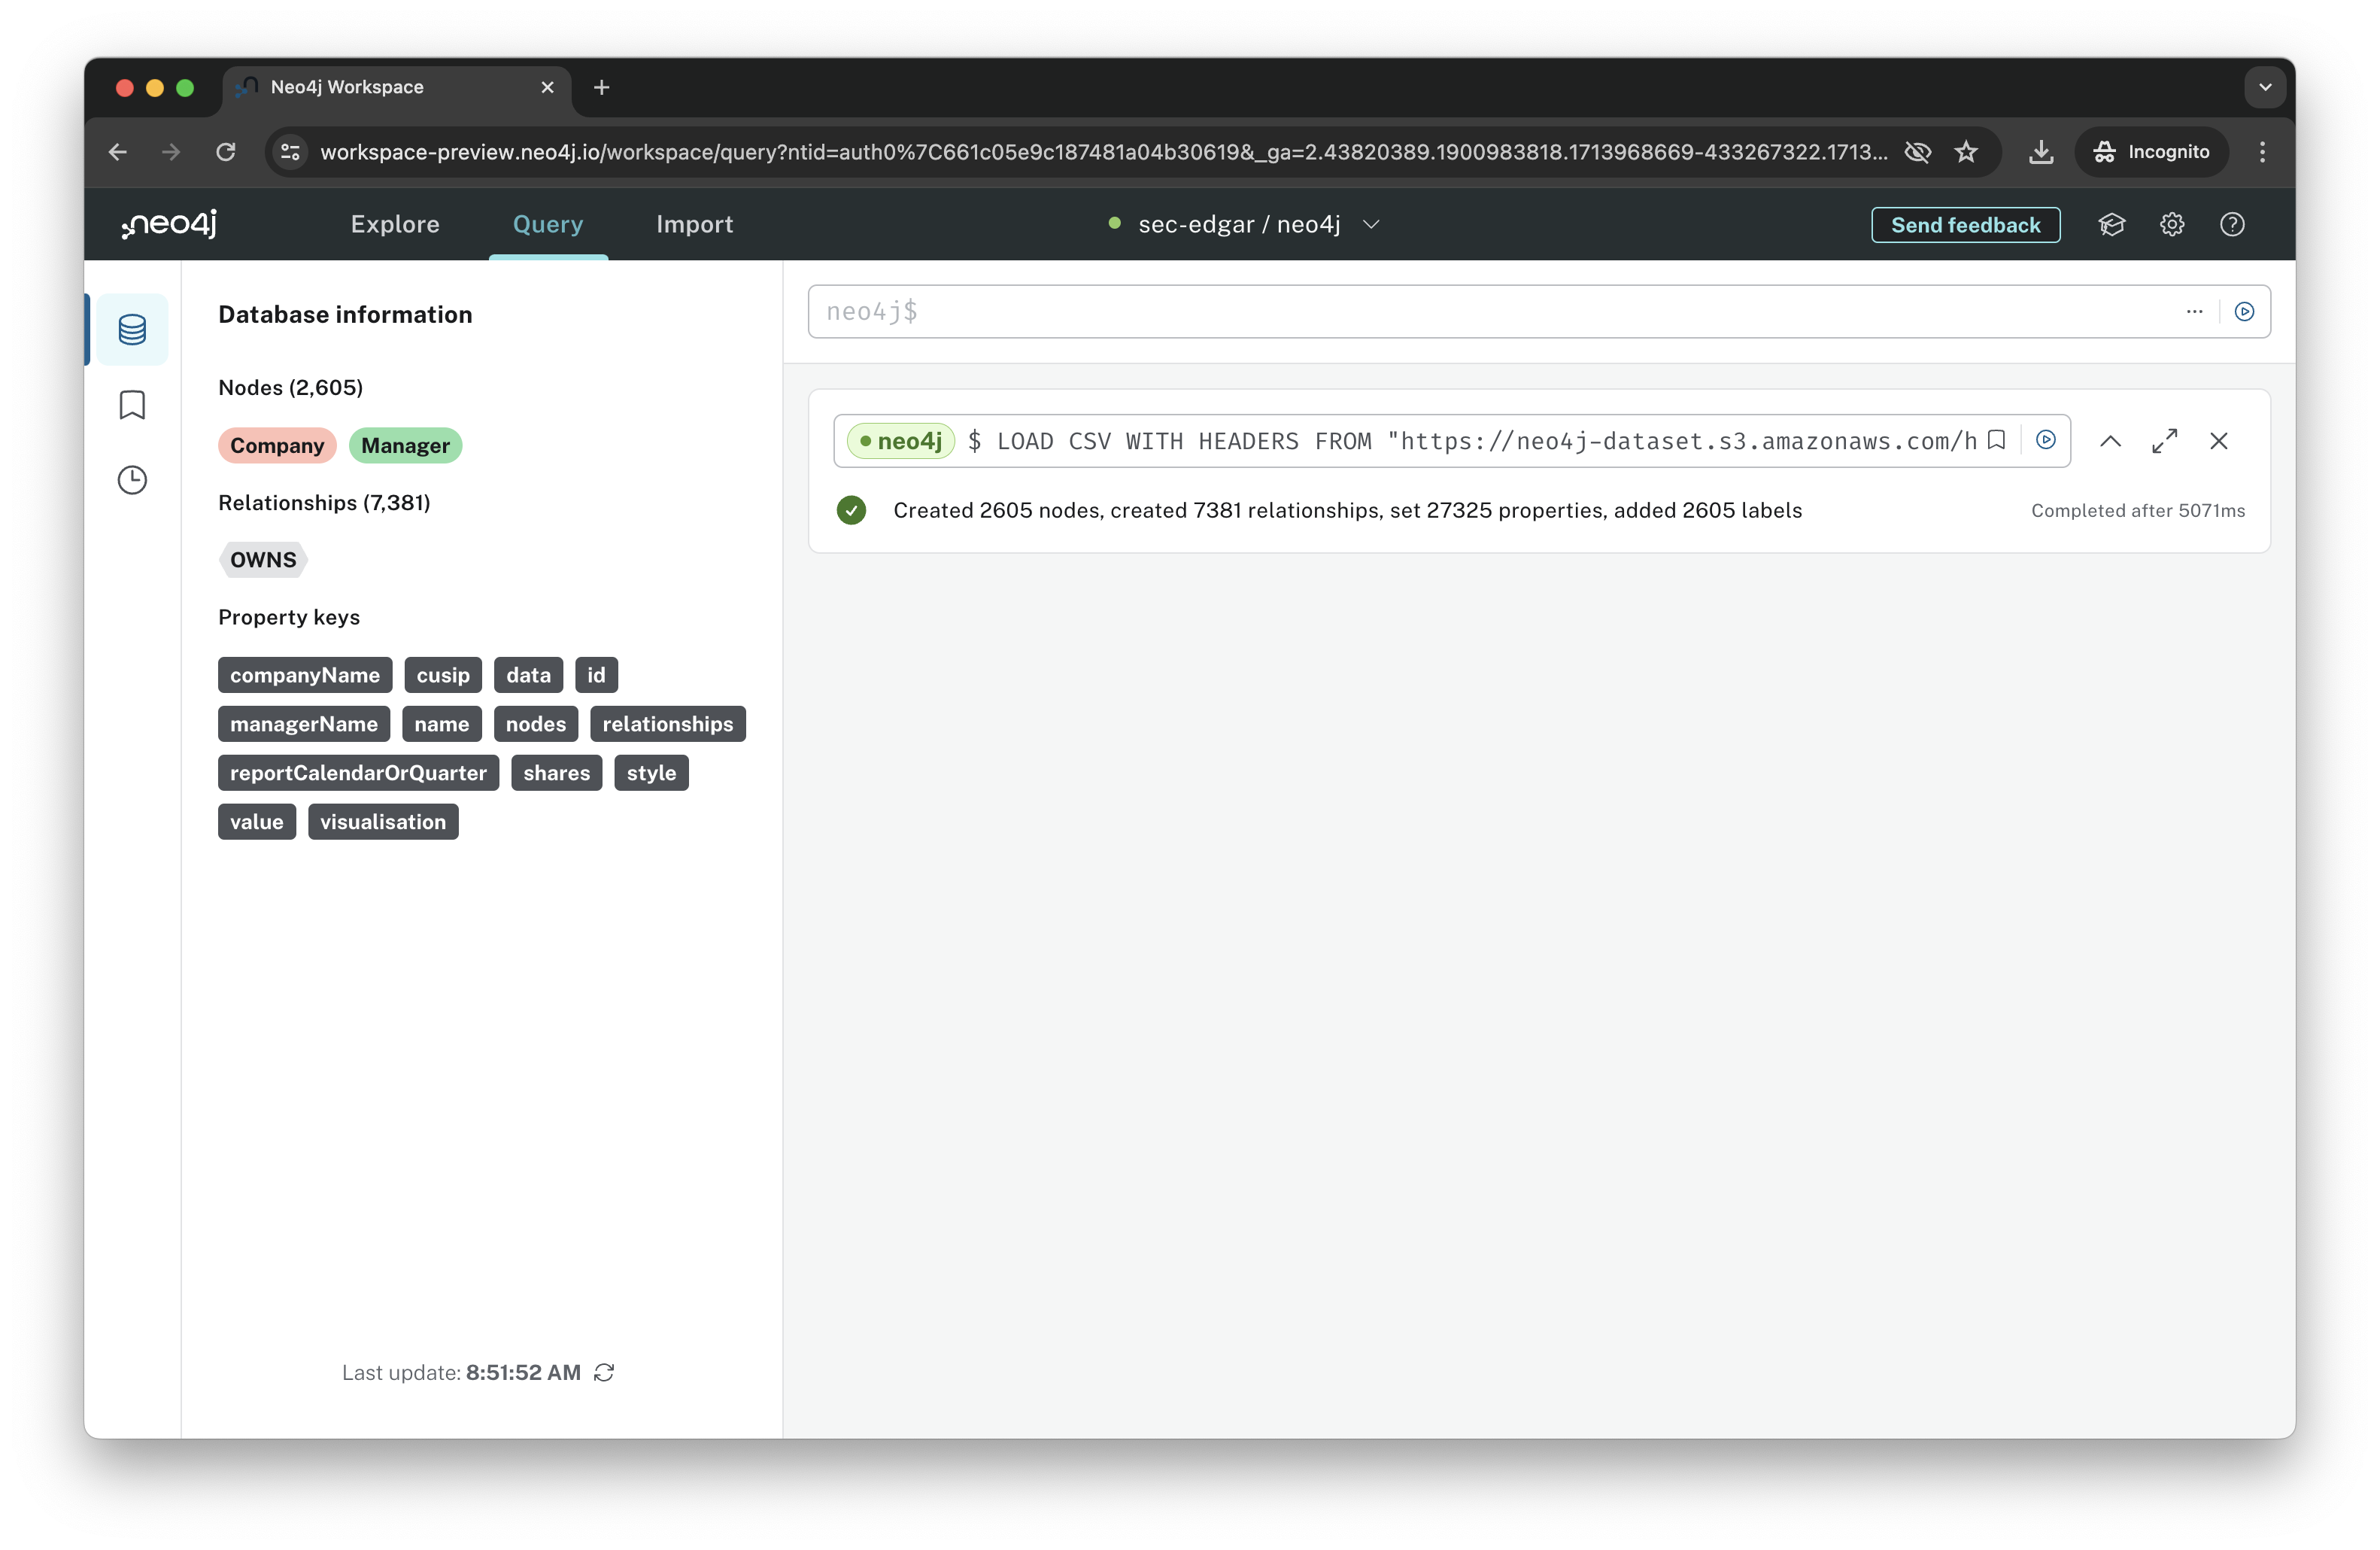 Neo4j Workspace
workspace-preview.neo4j.io/workspace/query?ntid=auth0%7C661c05e9c187481a04b30619&_ga=2.43820389.1900983818.1713968669-433267322.1713...
Incognito
neo4j
Explore
Query
Import
sec-edgar / neo4j
Send feedback
Database information
Nodes (2,605)
Company Manager
Relationships (7,381)
OWNS
Property keys
companyName cusip data id
managerName name nodes relationships
reportCalendarOrQuarter shares style
value visualisation
Last update: 8:51:52 AM
neo4j$
neo4j $ LOAD CSV WITH HEADERS FROM "https://neo4j-dataset.s3.amazonaws.com/h
Created 2605 nodes, created 7381 relationships, set 27325 properties, added 2605 labels
Completed after 5071ms